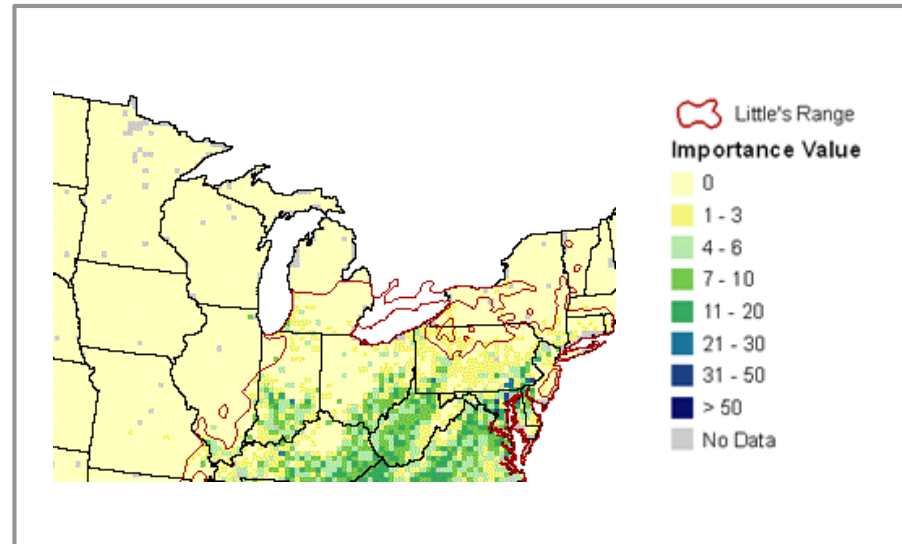 Little's Range
Importance Value
0
1 - 3
4 - 6
7 - 10
11 - 20
21 - 30
31 - 50
> 50
No Data